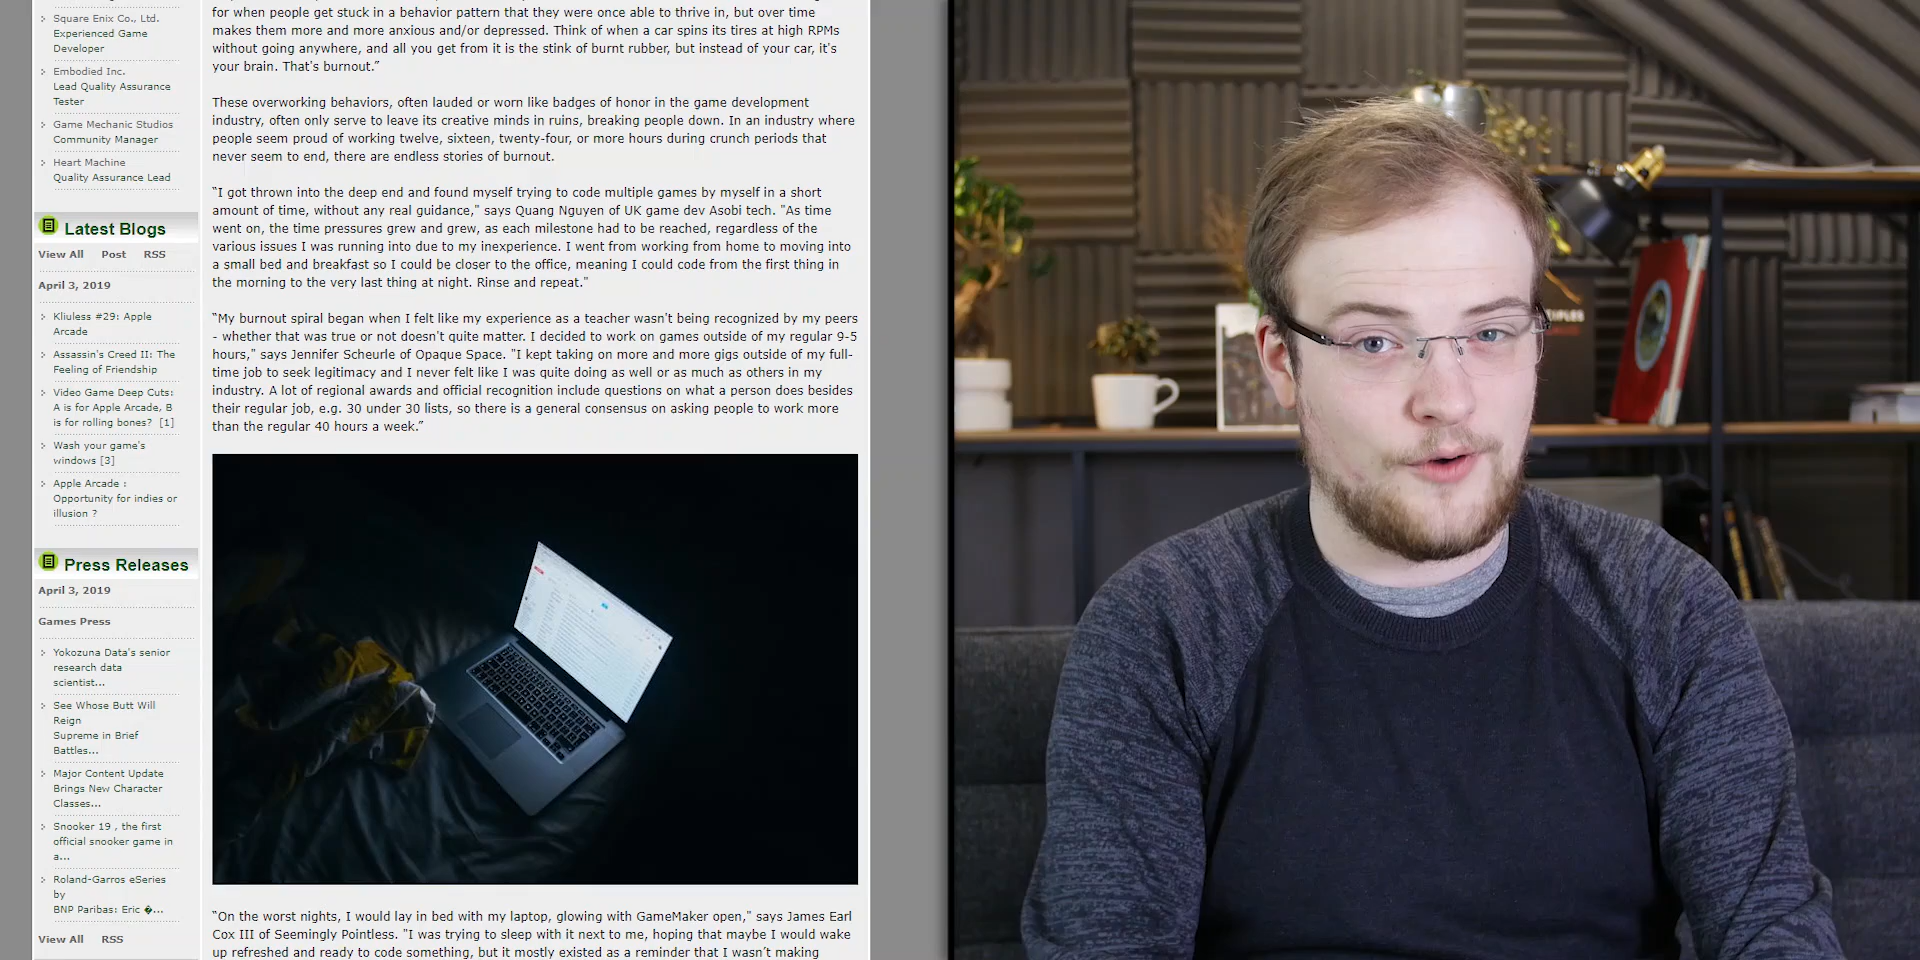 Square Enix Co., Ltd.
Experienced Game
Developer
Embodied Inc.
Lead Quality Assurance
Tester
Game Mechanic Studios
Community Manager
Heart Machine
Quality Assurance Lead
Latest Blogs
View All Post RSS
April 3, 2019
Kliuless #29: Apple
Arcade
Assassin's Creed II: The
Feeling of Friendship
Video Game Deep Cuts:
A is for Apple Arcade, B
is for rolling bones? [1]
Wash your game's
windows [3]
Apple Arcade :
Opportunity for indies or
illusion ?
Press Releases
April 3, 2019
Games Press
Yokozuna Data's senior
research data
scientist...
See Whose Butt Will
Reign
Supreme in Brief
Battles...
Major Content Update
Brings New Character
Classes...
Snooker 19 , the first
official snooker game in
a...
Roland-Garros eSeries
by
BNP Paribas: Eric �...
View All RSS
for when people get stuck in a behavior pattern that they were once able to thrive in, but over time
makes them more and more anxious and/or depressed. Think of when a car spins its tires at high RPMs
without going anywhere, and all you get from it is the stink of burnt rubber, but instead of your car, it's
your brain. That's burnout.”
These overworking behaviors, often lauded or worn like badges of honor in the game development
industry, often only serve to leave its creative minds in ruins, breaking people down. In an industry where
people seem proud of working twelve, sixteen, twenty-four, or more hours during crunch periods that
never seem to end, there are endless stories of burnout.
“I got thrown into the deep end and found myself trying to code multiple games by myself in a short
amount of time, without any real guidance," says Quang Nguyen of UK game dev Asobi tech. "As time
went on, the time pressures grew and grew, as each milestone had to be reached, regardless of the
various issues I was running into due to my inexperience. I went from working from home to moving into
a small bed and breakfast so I could be closer to the office, meaning I could code from the first thing in
the morning to the very last thing at night. Rinse and repeat."
“My burnout spiral began when I felt like my experience as a teacher wasn't being recognized by my peers
- whether that was true or not doesn't quite matter. I decided to work on games outside of my regular 9-5
hours," says Jennifer Scheurle of Opaque Space. "I kept taking on more and more gigs outside of my full-
time job to seek legitimacy and I never felt like I was quite doing as well or as much as others in my
industry. A lot of regional awards and official recognition include questions on what a person does besides
their regular job, e.g. 30 under 30 lists, so there is a general consensus on asking people to work more
than the regular 40 hours a week.”
“On the worst nights, I would lay in bed with my laptop, glowing with GameMaker open," says James Earl
Cox III of Seemingly Pointless. "I was trying to sleep with it next to me, hoping that maybe I would wake
up refreshed and ready to code something, but it mostly existed as a reminder that I wasn’t making